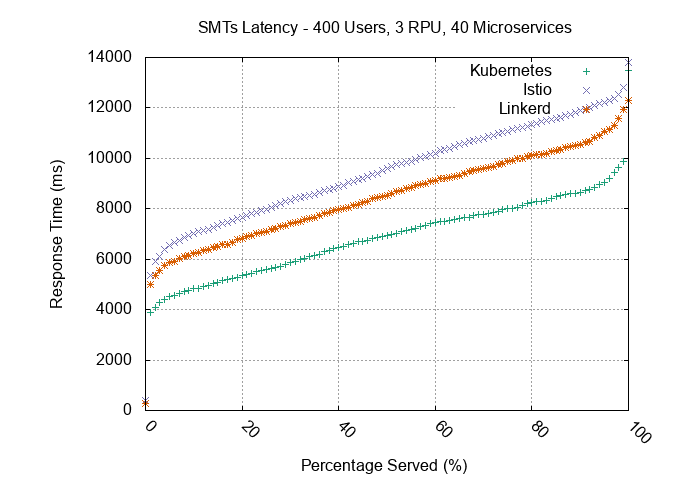 SMTs Latency - 400 Users, 3 RPU, 40 Microservices
14000
12000
10000
8000
6000
4000
2000
0
Response Time (ms)
Kubernetes
Istio
Linkerd
0
20
40
60
80
100
Percentage Served (%)